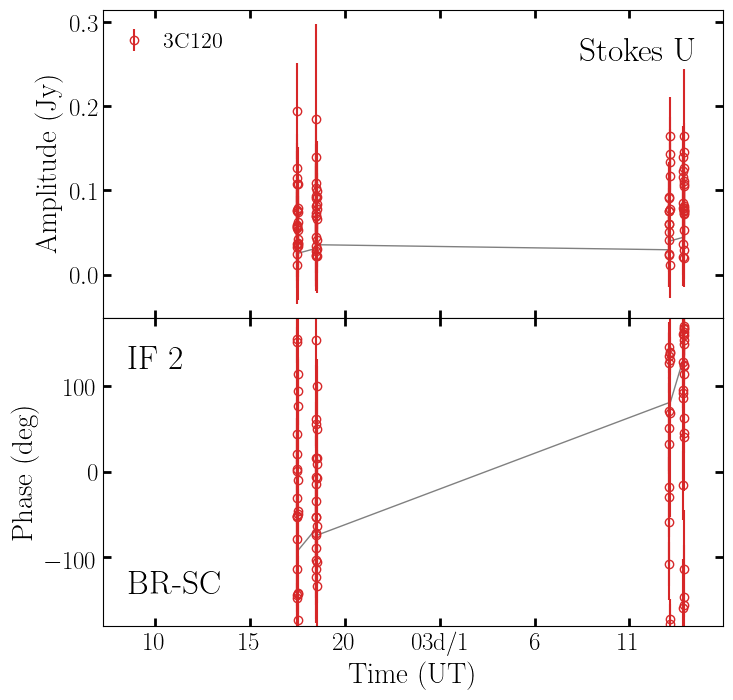 0.3
3C120
Stokes U
0.2
0.1
0.0
Amplitude (Jy)
IF 2
100
0
−100
Phase (deg)
BR-SC
10 15 20 03d/1 6 11
Time (UT)